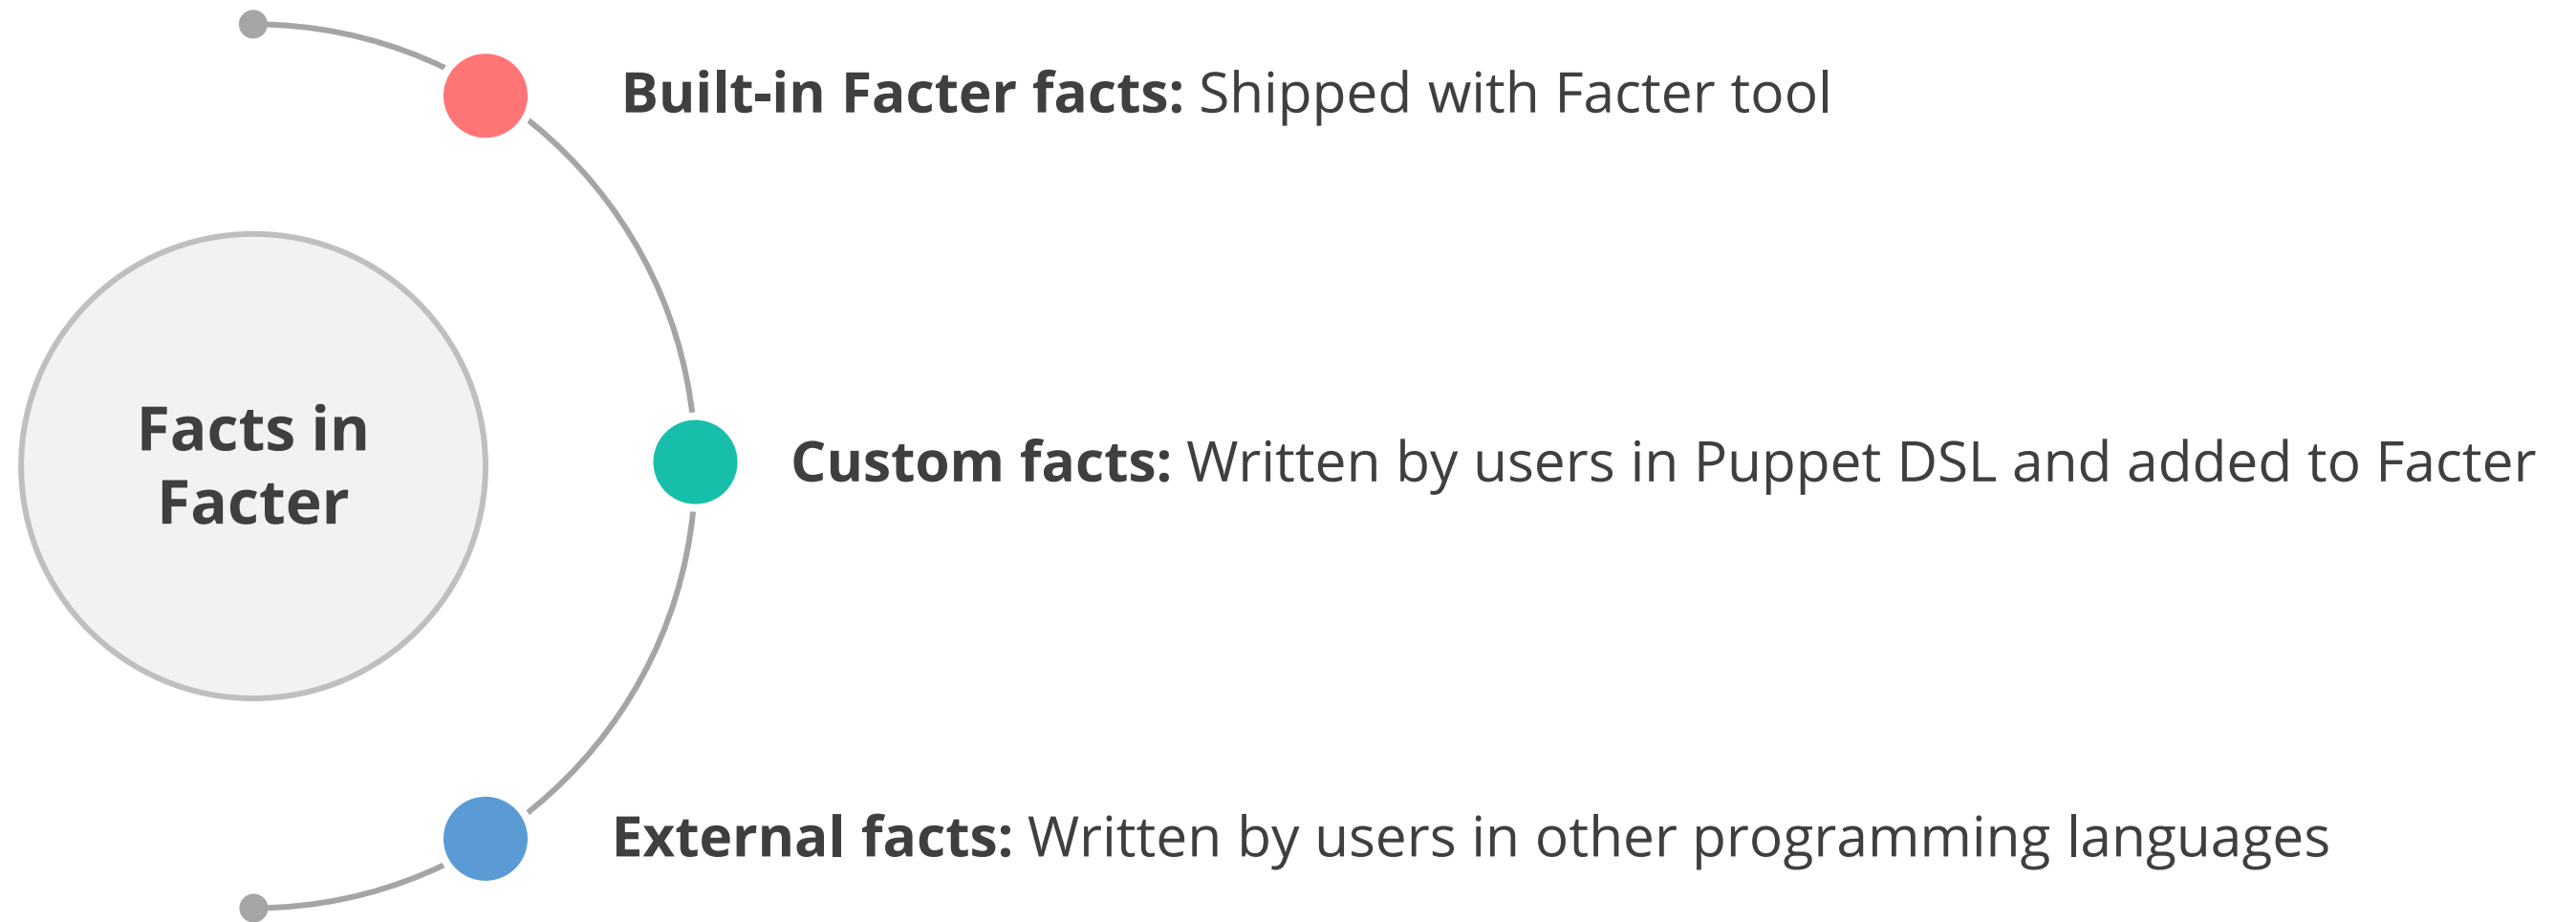 Built-in Facter facts: Shipped with Facter tool
Facts in
Facter
Custom facts: Written by users in Puppet DSL and added to Facter
External facts: Written by users in other programming languages